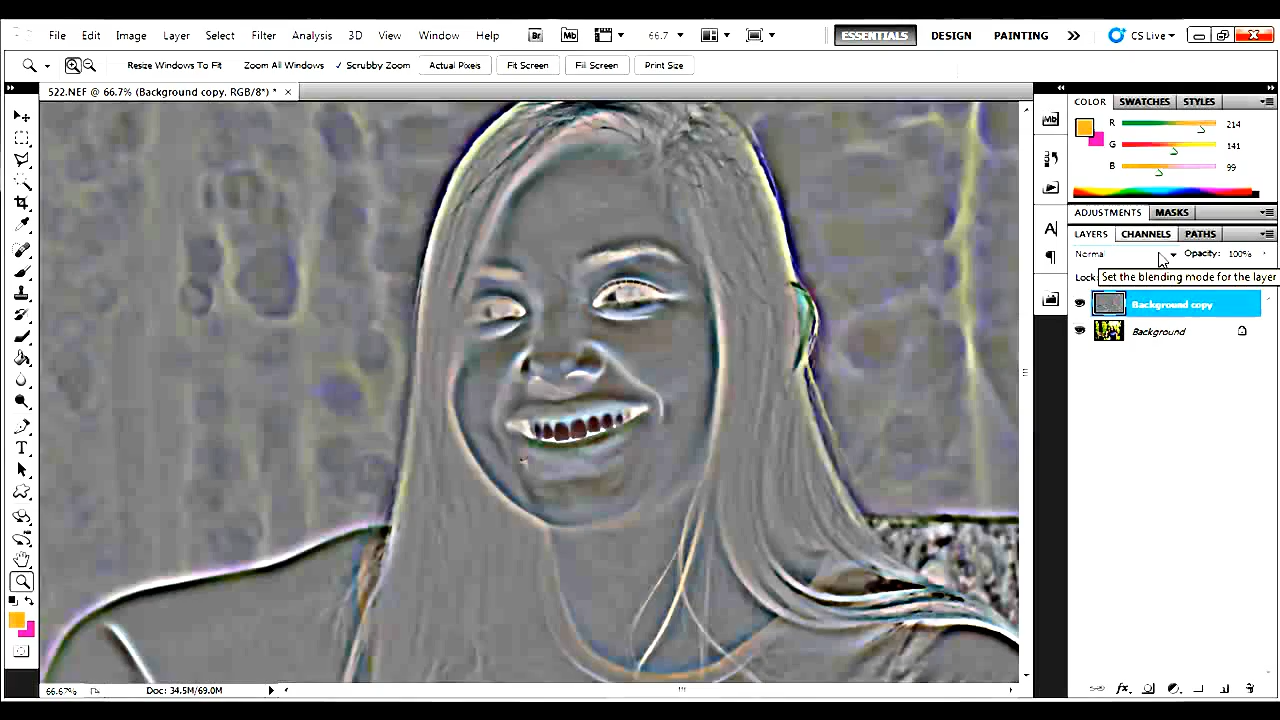 File Edit Image Layer Select Filter Analysis 3D View Window Help Br Mb 66.7 ESSENTIALS DESIGN PAINTING CS Live
Resize Windows To Fit Zoom All Windows Scrubby Zoom Actual Pixels Fit Screen Fill Screen Print Size
522.NEF @ 66.7% (Background copy, RGB/8*) *
COLOR SWATCHES STYLES
R 214
G 141
B 99
ADJUSTMENTS MASKS
LAYERS CHANNELS PATHS
Normal Opacity: 100%
Lock
Set the blending mode for the layer
Background copy
Background
66.67% Doc: 34.5M/69.0M